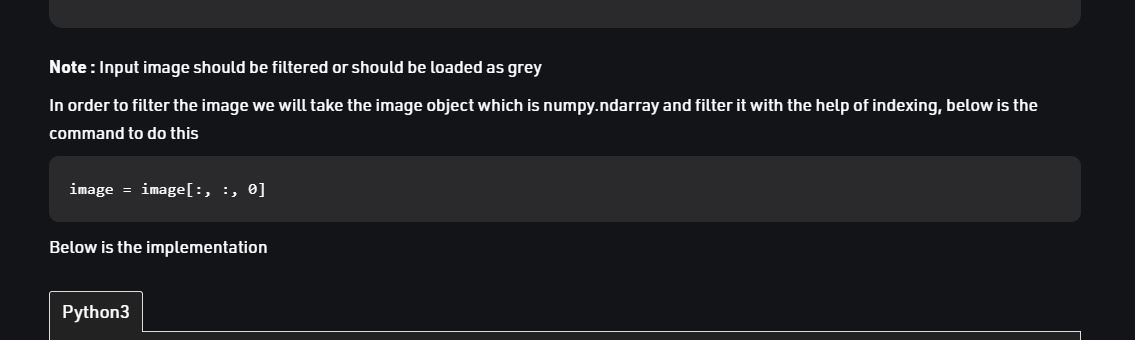 Note : Input image should be filtered or should be loaded as grey
In order to filter the image we will take the image object which is numpy.ndarray and filter it with the help of indexing, below is the
command to do this
image = image[:, :, 0]
Below is the implementation
Python3